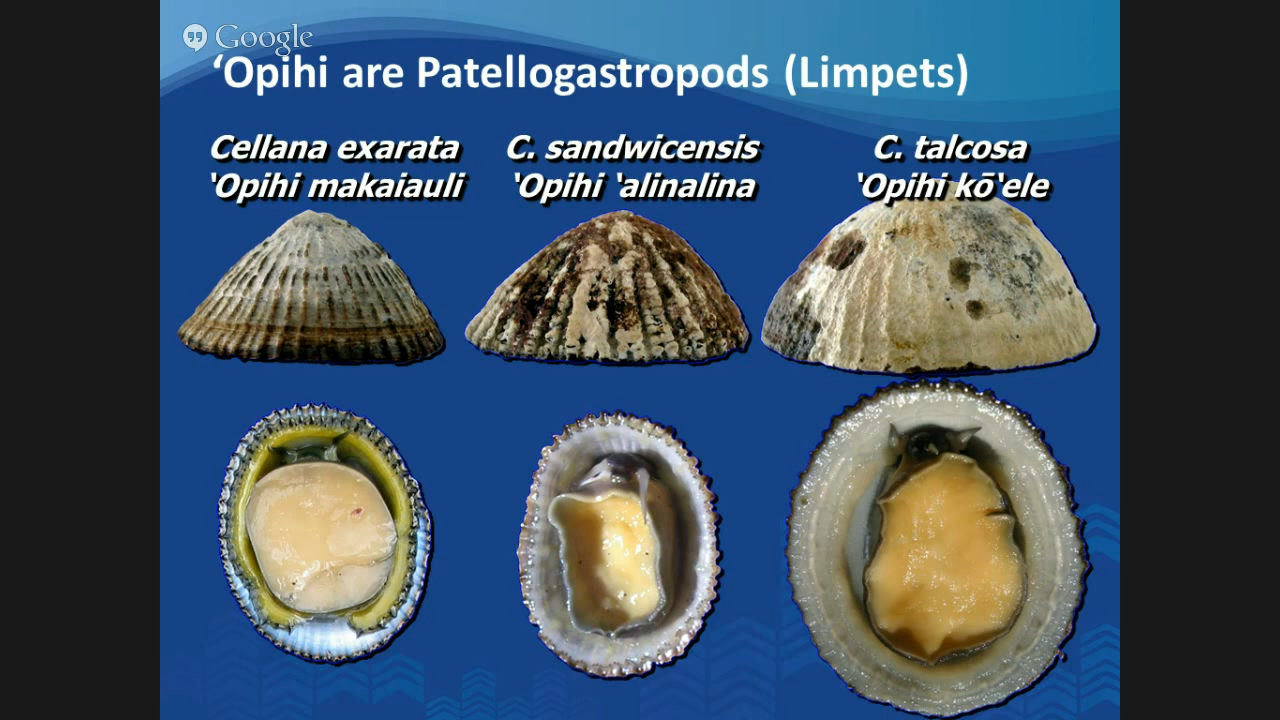 Google
‘Opihi are Patellogastropods (Limpets)
Cellana exarata
‘Opihi makaiauli
C. sandwicensis
‘Opihi ‘alinalina
C. talcosa
‘Opihi kō‘ele